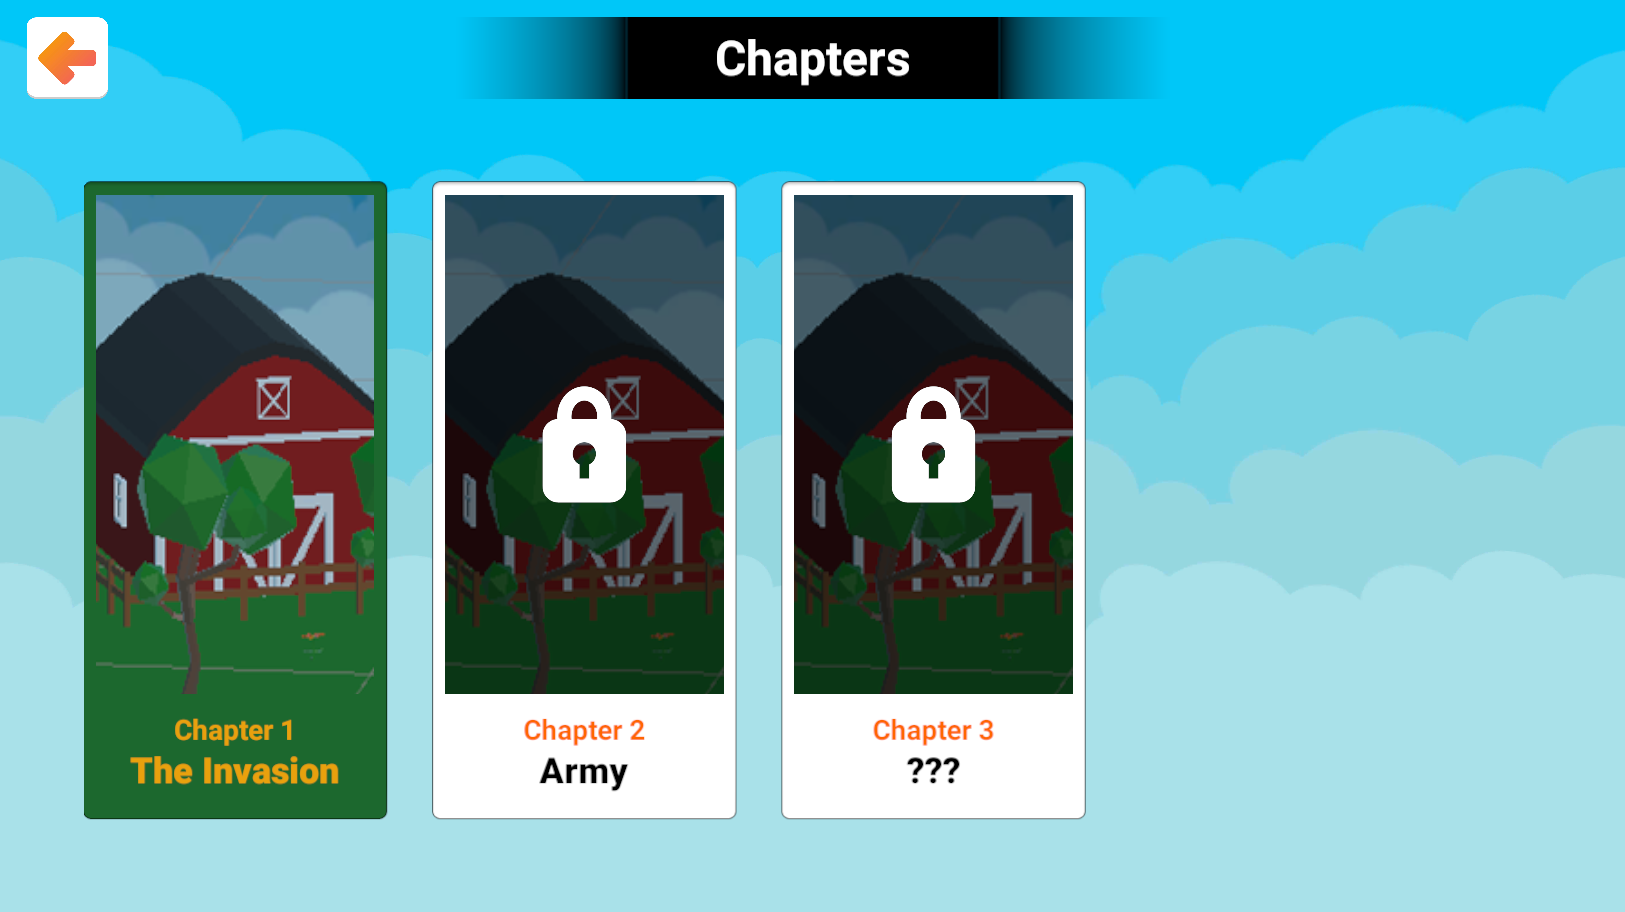 Chapters
Chapter 1
The Invasion
Chapter 2
Army
Chapter 3
???